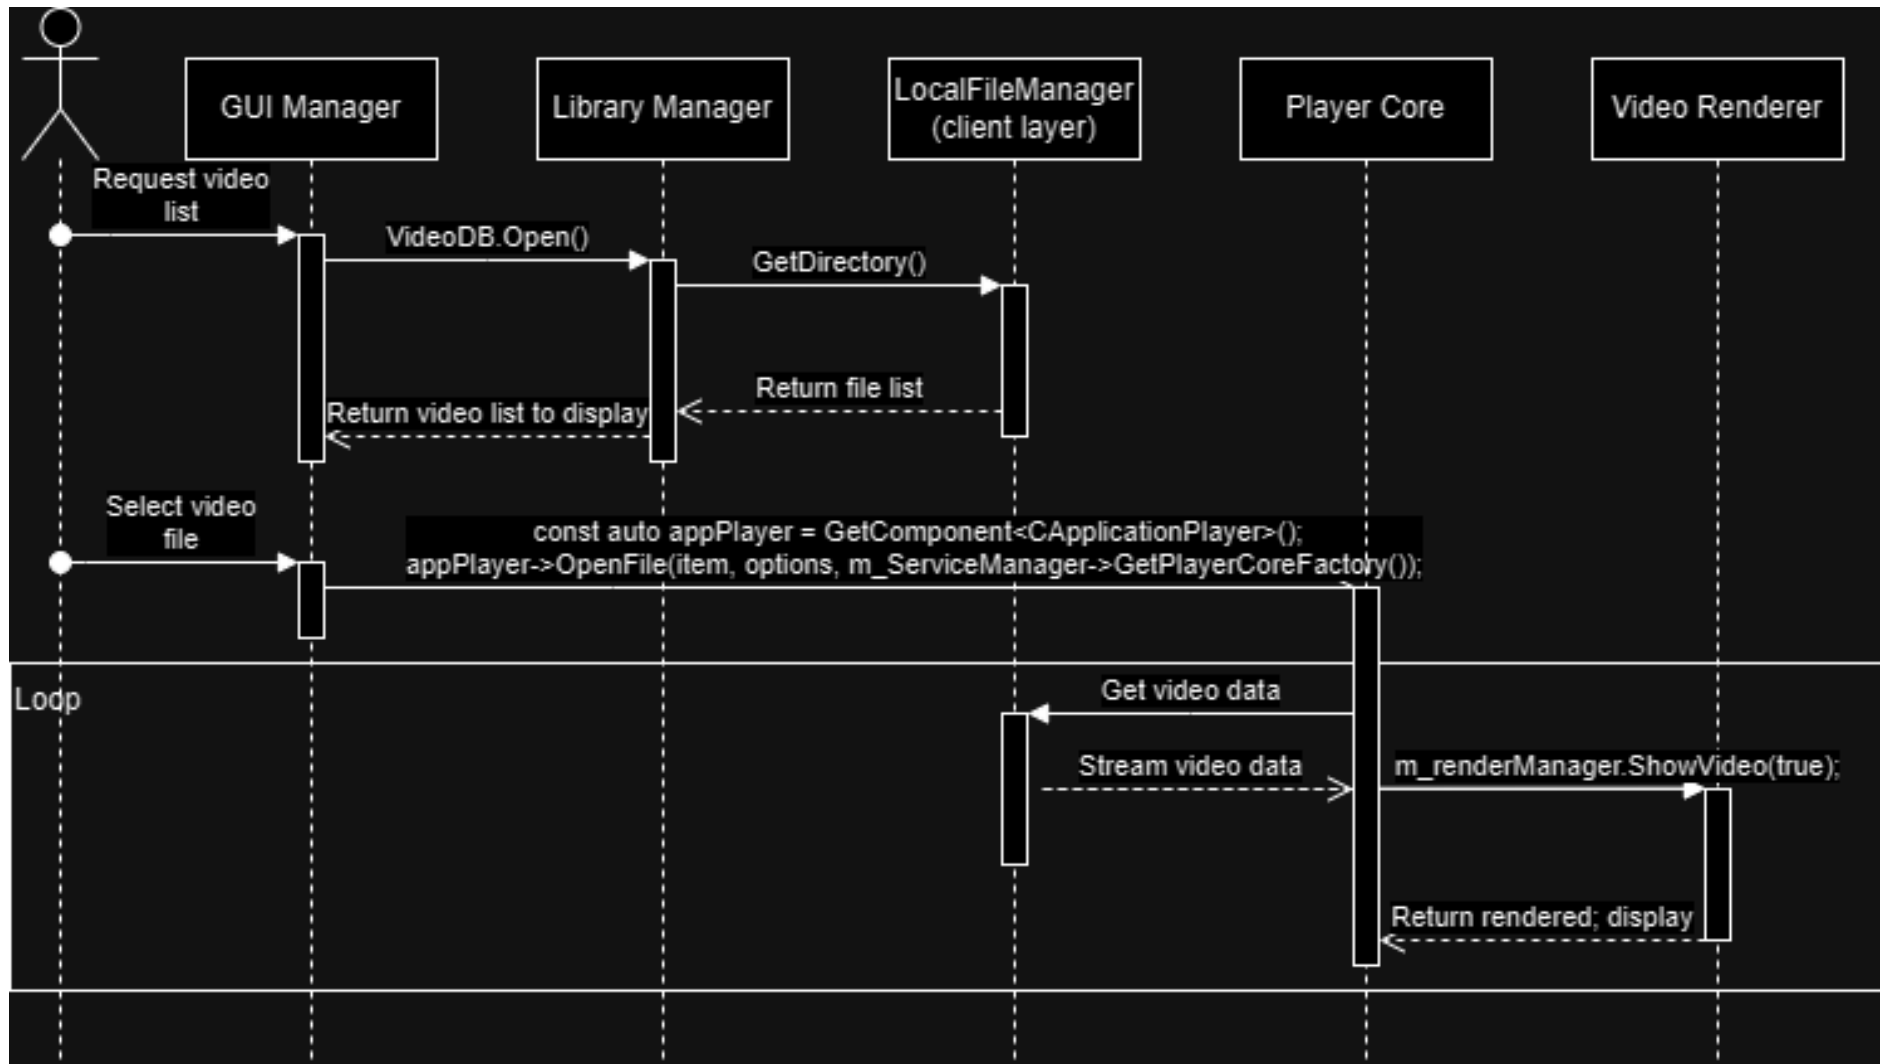 GUI Manager
Library Manager
LocalFileManager
(client layer)
Player Core
Video Renderer
Request video
list
VideoDB.Open()
GetDirectory()
Return file list
Return video list to display
Select video
file
const auto appPlayer = GetComponent<CApplicationPlayer>();
appPlayer->OpenFile(item, options, m_ServiceManager->GetPlayerCoreFactory());
Loop
Get video data
Stream video data
m_renderManager.ShowVideo(true);
Return rendered; display